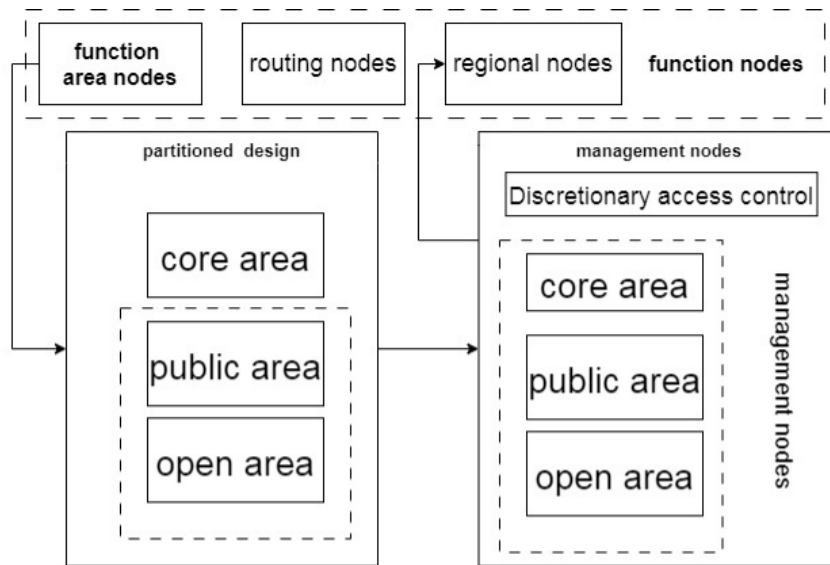 function
area nodes
routing nodes
regional nodes
function nodes
partitioned design
core area
public area
open area
management nodes
Discretionary access control
core area
public area
open area
management nodes